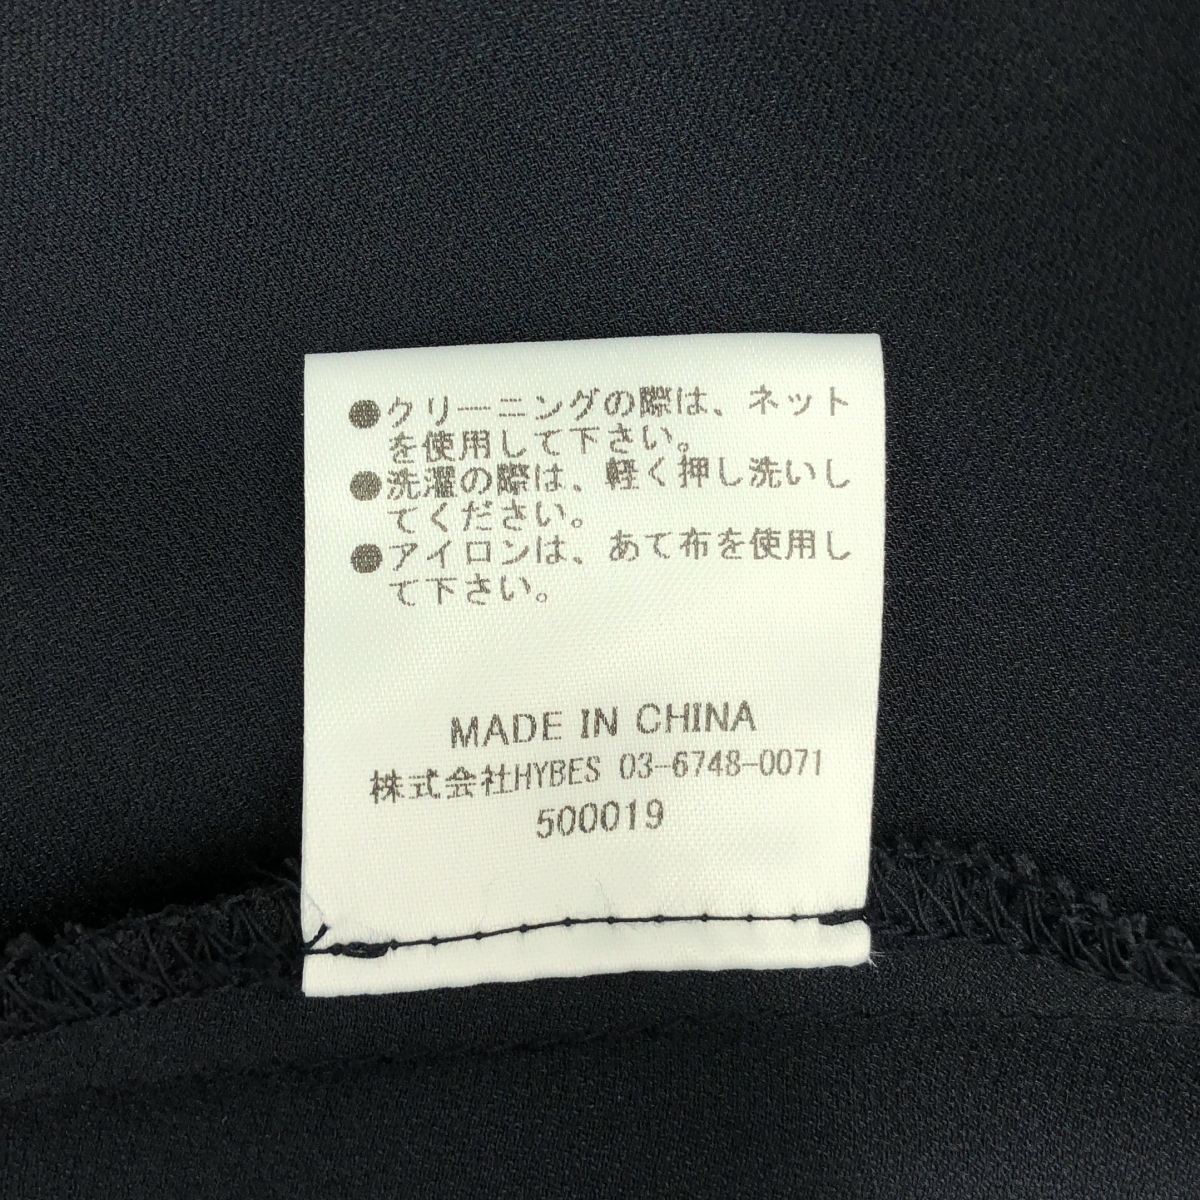 ●クリーニングの際は、ネット
を使用して下さい。
●洗濯の際は、軽く押し洗いし
てください。
●アイロンは、あて布を使用し
て下さい。
MADE IN CHINA
株式会社HYBES 03-6748-0071
500019